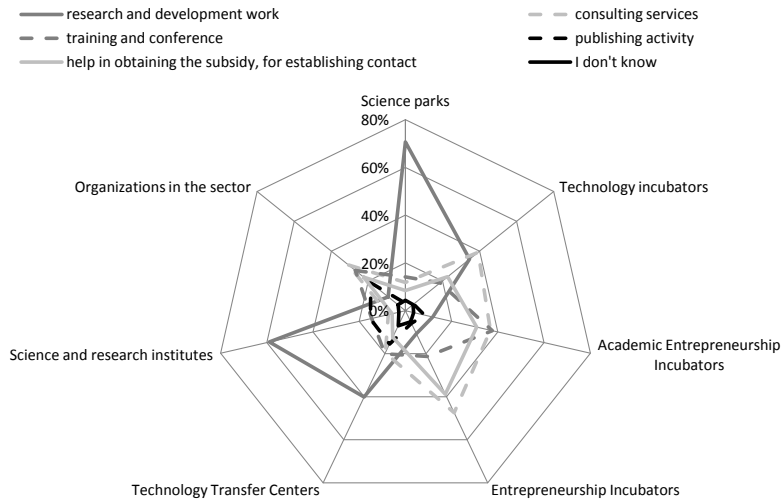 research and development work
consulting services
training and conference
publishing activity
help in obtaining the subsidy, for establishing contact
I don't know
Science parks
80%
Organizations in the sector
Technology incubators
60%
40%
20%
0%
Science and research institutes
Academic Entrepreneurship
Incubators
Technology Transfer Centers
Entrepreneurship Incubators